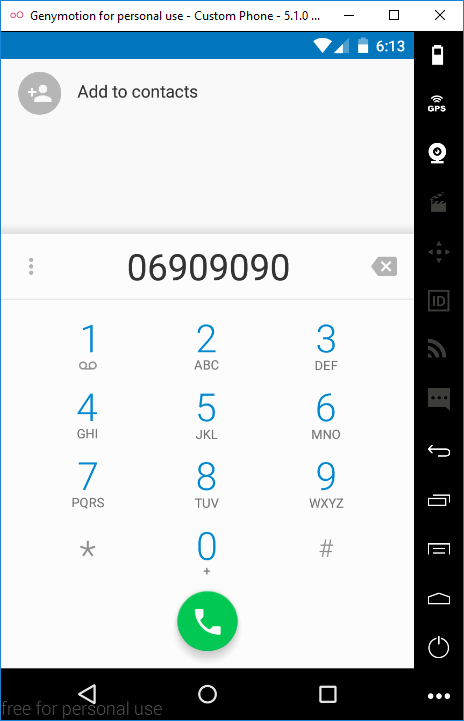 Genymotion for personal use - Custom Phone - 5.1.0 ...
6:13
GPS
Add to contacts
06909090
ID
1 2 3
ABC DEF
4 5 6
GHI JKL MNO
7 8 9
PQRS TUV WXYZ
* 0 #
+
free for personal use